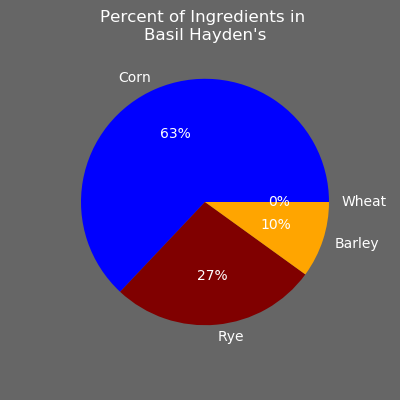 Percent of Ingredients in
Basil Hayden's
Corn
63%
0%
Wheat
10%
Barley
27%
Rye